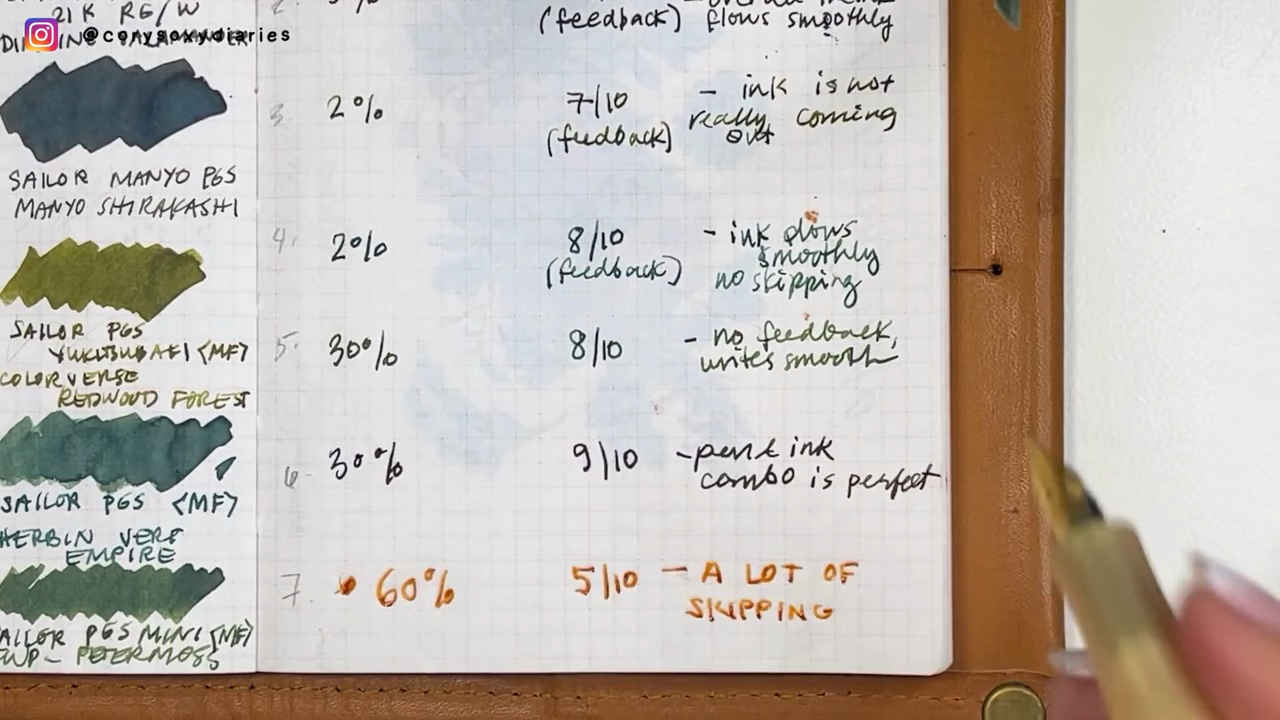 21K RG/W
@corysoxydiaries
(feedback)
flows smoothly
SAILOR MANYO PGS
MANYO SHIRAKASHI
SAILOR PGS
YUKITSUBAKI <MF>
COLORVERSE
REDWOOD FOREST
SAILOR PGS <MF>
HERBIN VERT
EMPIRE
SAILOR PGS MINI <MF>
PETERMOSS
3. 2% 7/10 - ink is not
(feedback) really coming
out
4. 2% 8/10 - ink flows
(feedback) smoothly
no skipping
5. 30% 8/10 - no feedback,
writes smooth
6 30% 9/10 - pen & ink
combo is perfect
7. 60% 5/10 - A LOT OF
SKIPPING